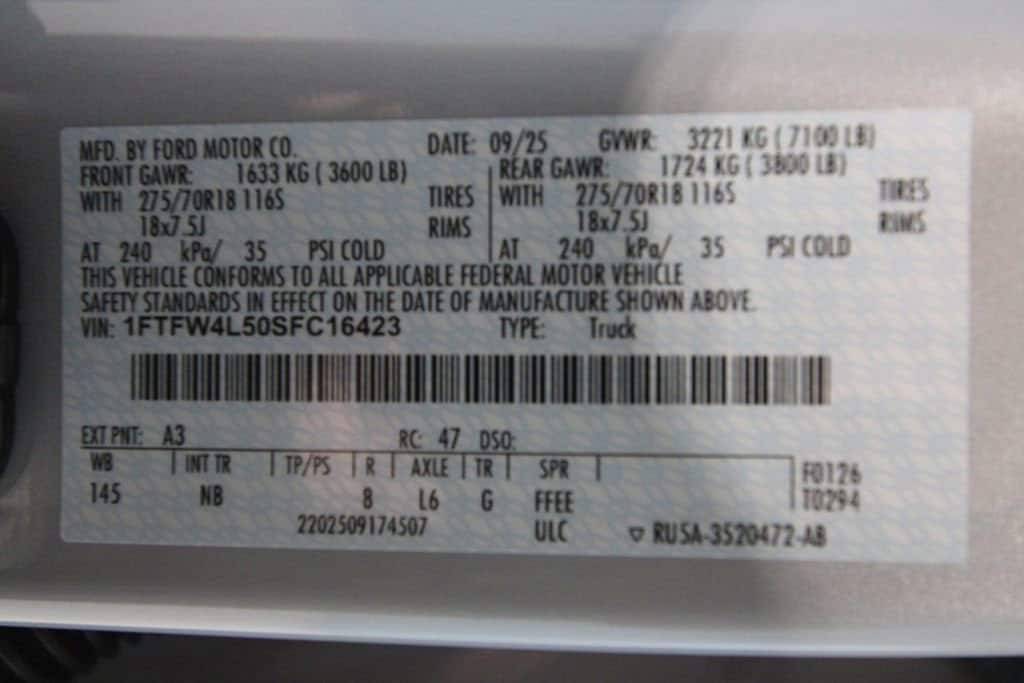 MFD. BY FORD MOTOR CO. DATE: 09/25 GVWR: 3221 KG ( 7100 LB)
FRONT GAWR: 1633 KG ( 3600 LB) REAR GAWR: 1724 KG ( 3800 LB)
WITH 275/70R18 116S TIRES WITH 275/70R18 116S TIRES
18x7.5J RIMS 18x7.5J RIMS
AT 240 kPa/ 35 PSI COLD AT 240 kPa/ 35 PSI COLD
THIS VEHICLE CONFORMS TO ALL APPLICABLE FEDERAL MOTOR VEHICLE
SAFETY STANDARDS IN EFFECT ON THE DATE OF MANUFACTURE SHOWN ABOVE.
VIN: 1FTFW4L50SFC16423 TYPE: Truck
EXT PNT: A3 RC: 47 DSO:
WB INT TR TP/PS R AXLE TR SPR F0126
145 NB 8 L6 G FFEE T0294
2202509174507 ULC ▽ RU5A-3520472-AB